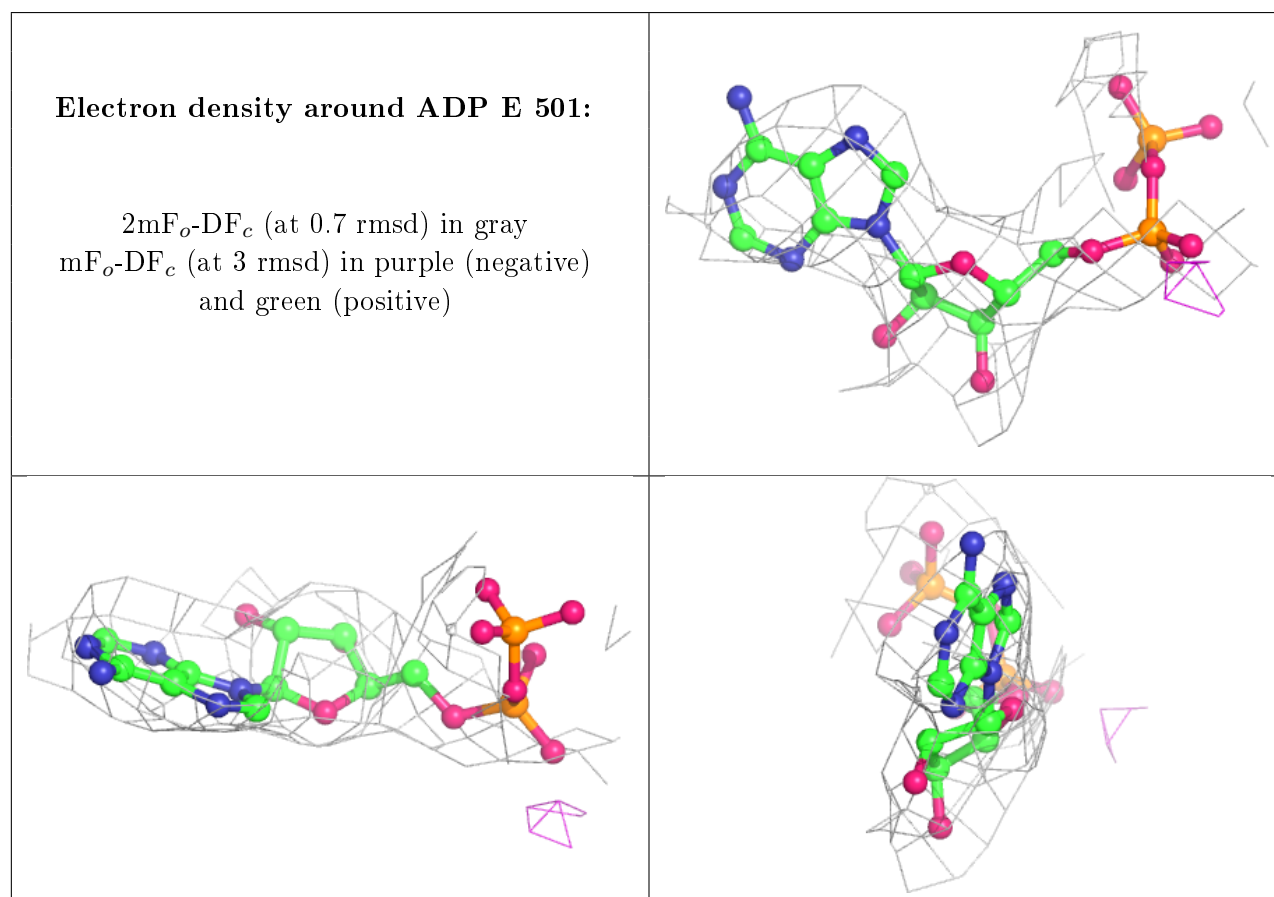 Electron density around ADP E 501:
2mFo-DFc (at 0.7 rmsd) in gray
mFo-DFc (at 3 rmsd) in purple (negative)
and green (positive)